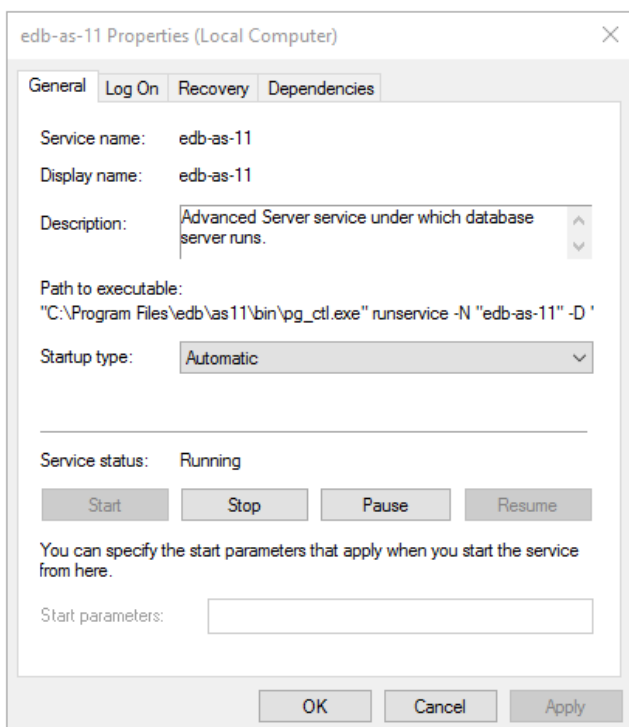 edb-as-11 Properties (Local Computer)
General Log On Recovery Dependencies
Service name: edb-as-11
Display name: edb-as-11
Description: Advanced Server service under which database
server runs.
Path to executable:
"C:\Program Files\edb\as11\bin\pg_ctl.exe" runservice -N "edb-as-11" -D '
Startup type: Automatic
Service status: Running
Start Stop Pause Resume
You can specify the start parameters that apply when you start the service
from here.
Start parameters:
OK Cancel Apply